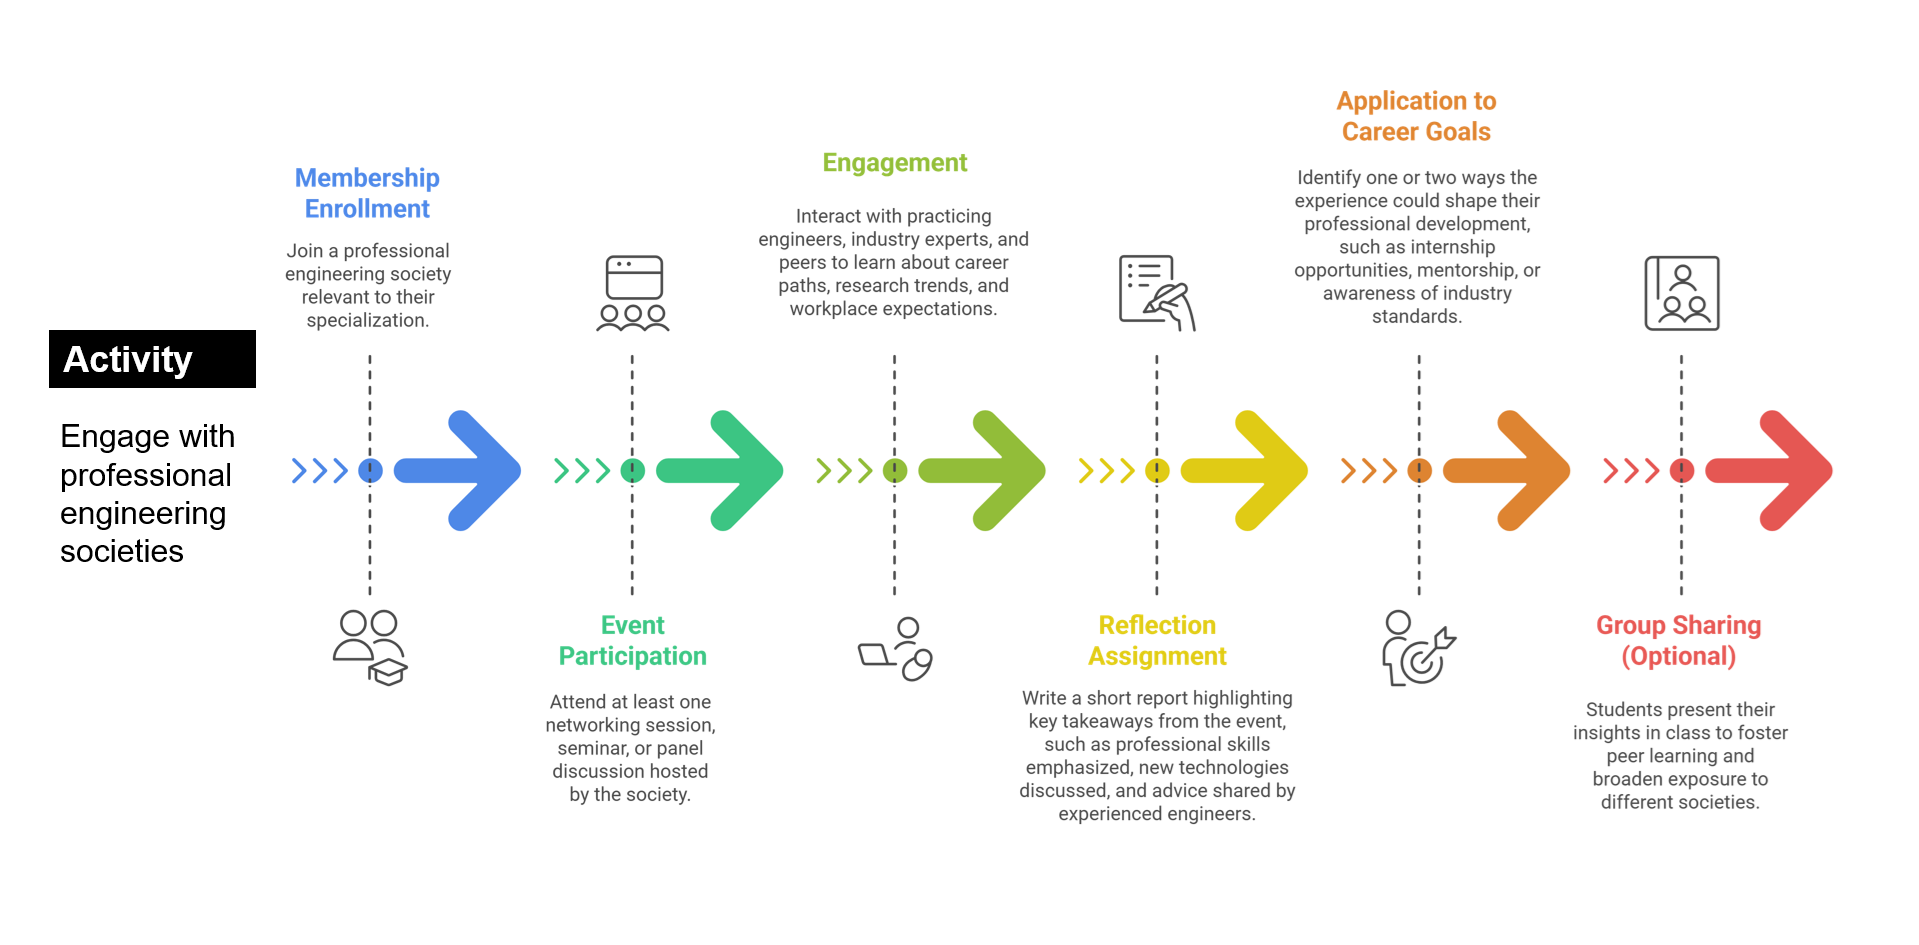 Activity
Engage with
professional
engineering
societies
Membership
Enrollment
Join a professional
engineering society
relevant to their
specialization.
Event
Participation
Attend at least one
networking session,
seminar, or panel
discussion hosted
by the society.
Engagement
Interact with practicing
engineers, industry experts, and
peers to learn about career
paths, research trends, and
workplace expectations.
Reflection
Assignment
Write a short report highlighting
key takeaways from the event,
such as professional skills
emphasized, new technologies
discussed, and advice shared by
experienced engineers.
Application to
Career Goals
Identify one or two ways the
experience could shape their
professional development,
such as internship
opportunities, mentorship, or
awareness of industry
standards.
Group Sharing
(Optional)
Students present their
insights in class to foster
peer learning and
broaden exposure to
different societies.